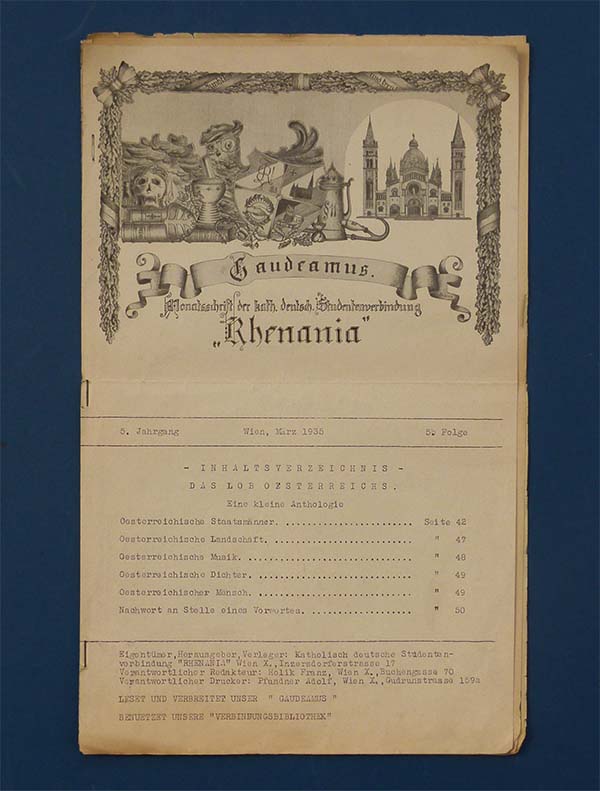 Gaudeamus.
Monatsschrift der kath. deutsch. Studentenverbindung
„Rhenania"
5. Jahrgang Wien, März 1935 55 Folge
- INHALTSVERZEICHNIS -
DAS LOB OESTERREICHS.
Eine kleine Anthologie
Oesterreichische Staatsmänner. Seite 42
Oesterreichische Landschaft. " 47
Oesterreichische Musik. " 48
Oesterreichische Dichter. " 49
Oesterreichischer Mensch. " 49
Nachwort an Stelle eines Vorwortes. " 50
Eigentümer,Herausgeber,Verleger: Katholisch deutsche Studenten-
verbindung "RHENANIA" Wien X.,Inzersdorferstrasse 17
Verantwortlicher Redakteur: Holik Franz, Wien X.,Buchengasse 70
Verantwortlicher Drucker: Pfundner Adolf, Wien X.,Gudrunstrasse 159a
LESET UND VERBREITET UNSER " GAUDEAMUS "
BENUETZET UNSERE "VERBINDUNGSBIBLIOTHEK"